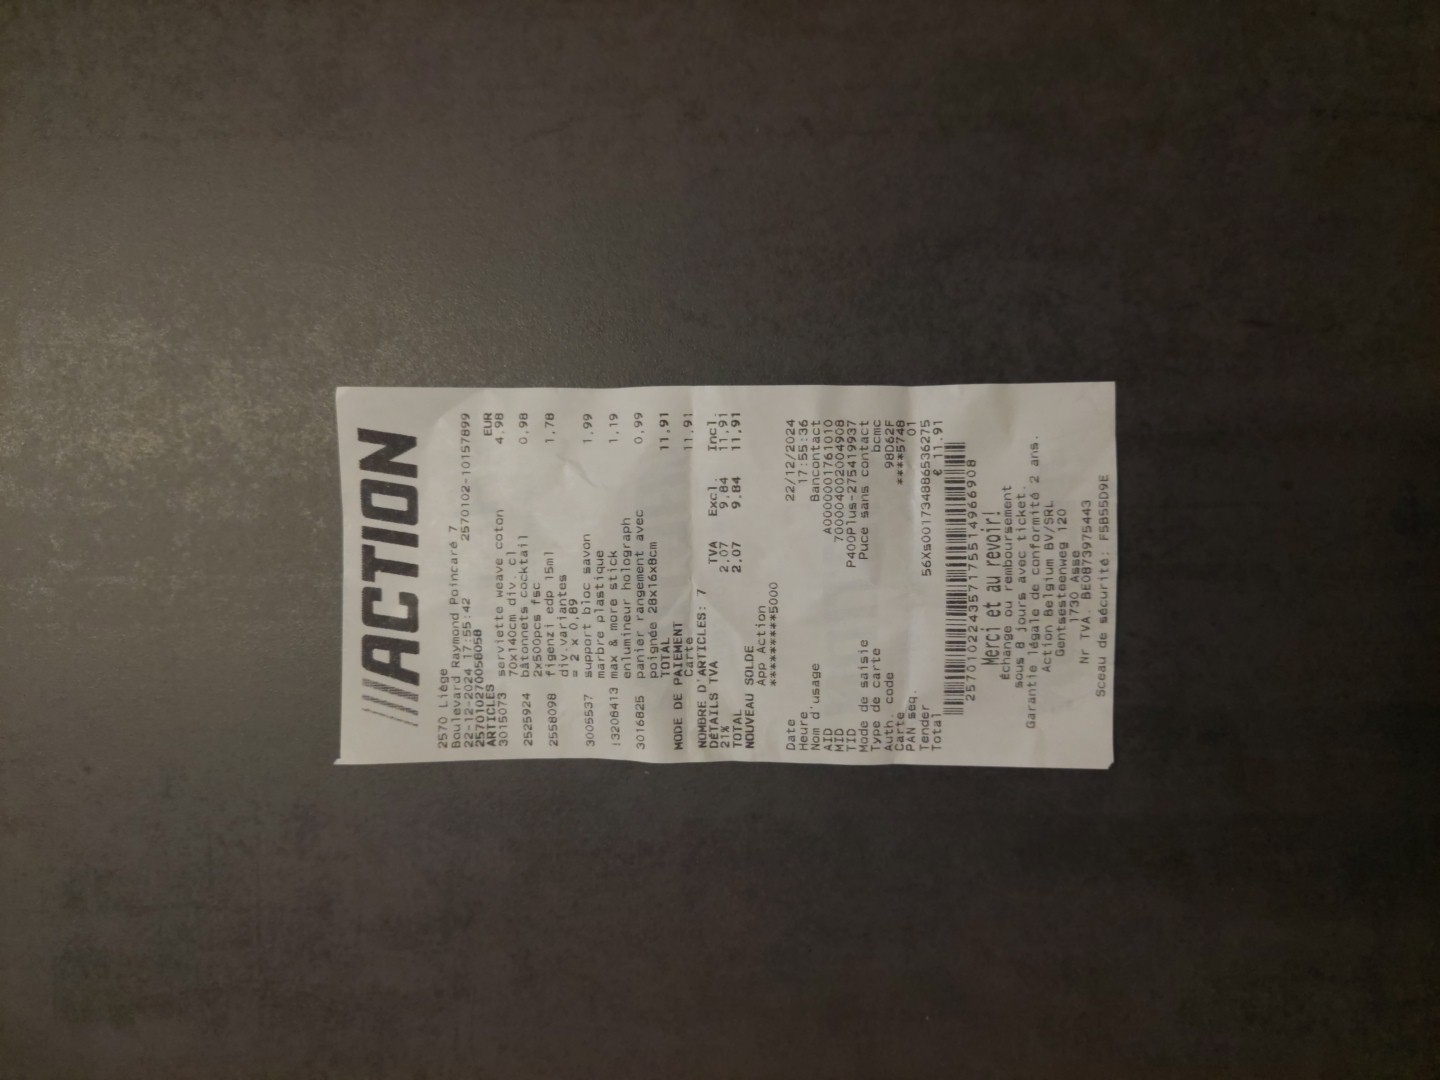 ACTION
2570 Liège
Boulevard Raymond Poincaré 7
22-12-2024 17:55:42 2570102-10157899
2570102700058058
ARTICLES EUR
3015073 serviette weave coton 4,98
70x140cm div. cl
2525924 bâtonnets cocktail 0,98
2x500pcs fsc
2558098 figenzi edp 15ml 1,78
div.variantes
= 2 x 0,89
3005537 support bloc savon 1,99
marbre plastique
!3208413 max & more stick 1,19
enlumineur holograph
3016825 panier rangement avec 0,99
poignée 28x16x8cm
TOTAL 11,91
MODE DE PAIEMENT
Carte 11,91
NOMBRE D'ARTICLES: 7
DÉTAILS TVA TVA Excl. Incl.
21% 2,07 9,84 11,91
TOTAL 2,07 9,84 11,91
NOUVEAU SOLDE
App Action
*********5000
Date 22/12/2024
Heure 17:55:36
Nom d'usage Bancontact
AID A0000001761010
MID 700004002004908
TID P400Plus-275419937
Mode de saisie Puce sans contact
Type de carte bcmc
Auth. code 98D62F
Carte ****5748
PAN seq. 01
Tender 56Xs001734886536275
Total € 11,91
2570102243571755149669​08
Merci et au revoir!
Échange ou remboursement
sous 8 jours avec ticket.
Garantie légale de conformité 2 ans.
Action Belgium BV/SRL
Gentsesteenweg 120
1730 Asse
Nr TVA. BE0873975443
Sceau de sécurité: F5B55D9E